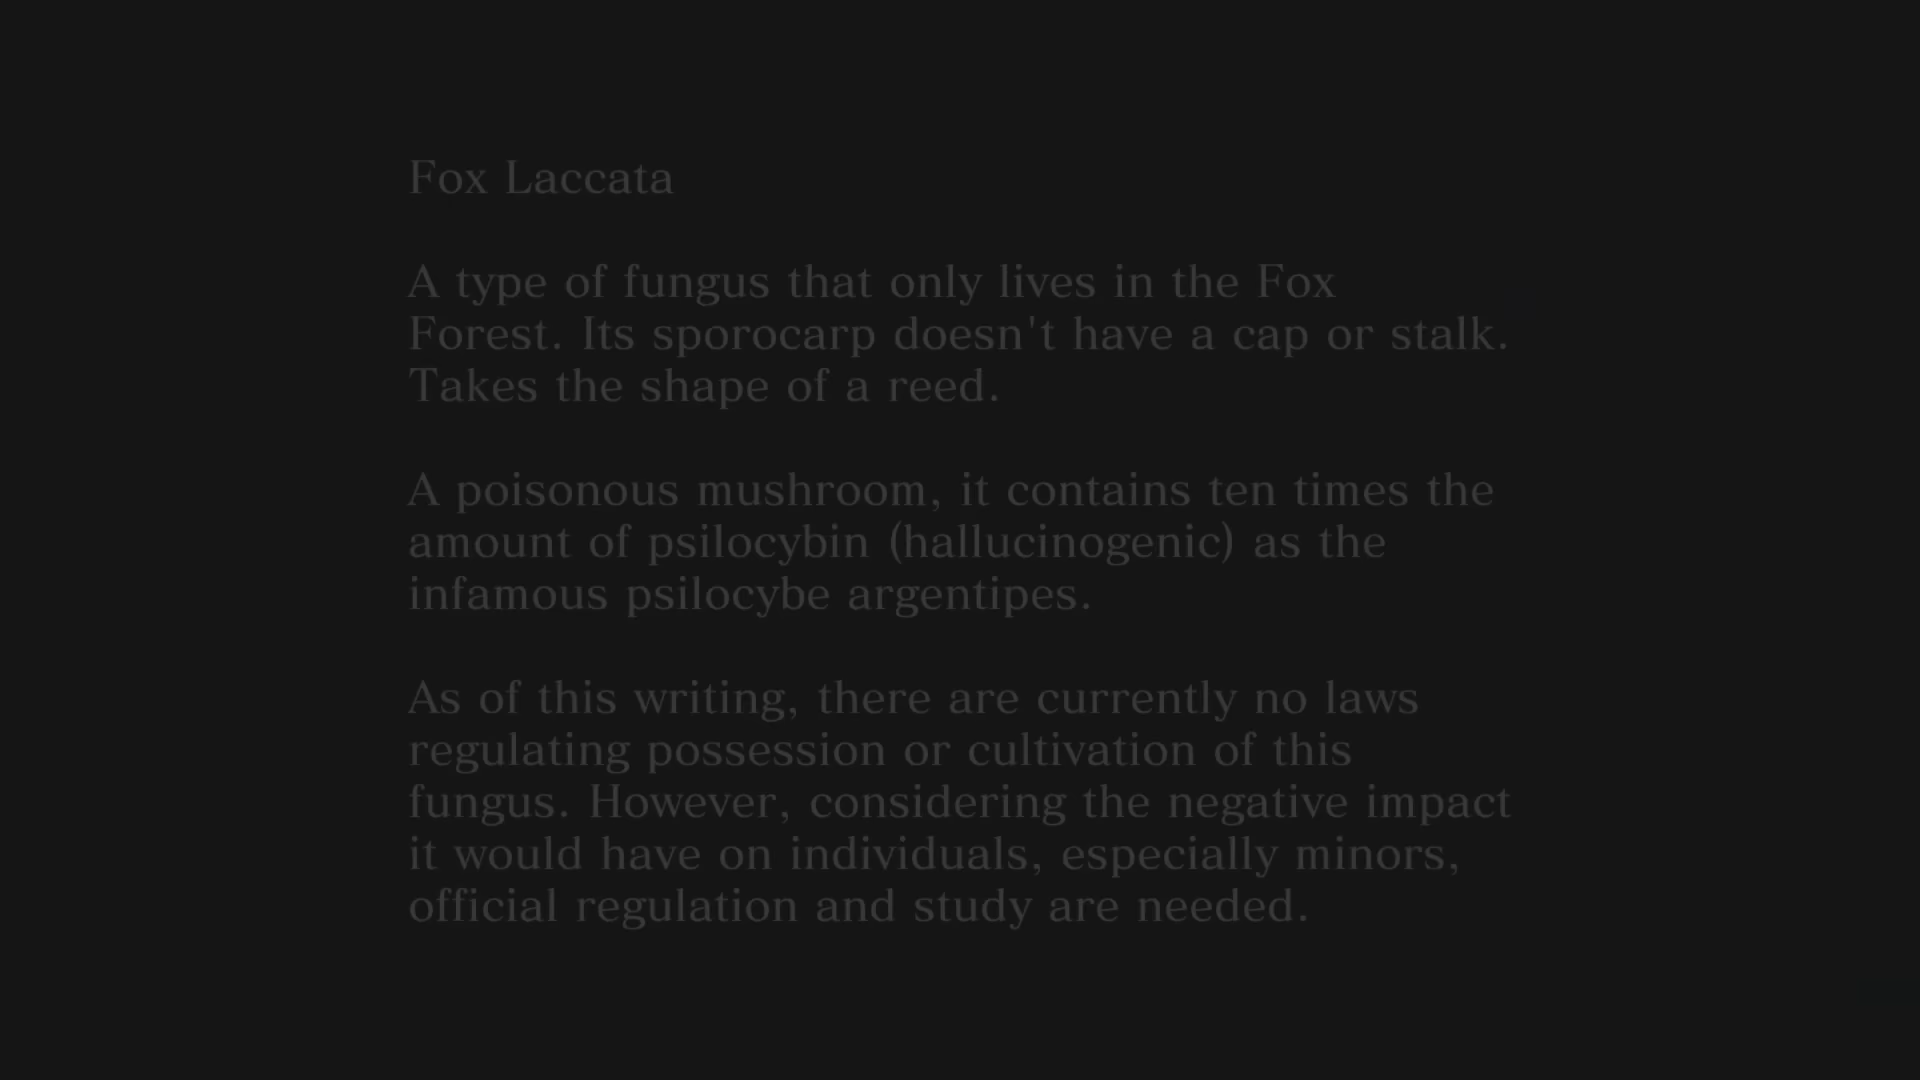 Fox Laccata
A type of fungus that only lives in the Fox
Forest. Its sporocarp doesn't have a cap or stalk.
Takes the shape of a reed.
A poisonous mushroom, it contains ten times the
amount of psilocybin (hallucinogenic) as the
infamous psilocybe argentipes.
As of this writing, there are currently no laws
regulating possession or cultivation of this
fungus. However, considering the negative impact
it would have on individuals, especially minors,
official regulation and study are needed.